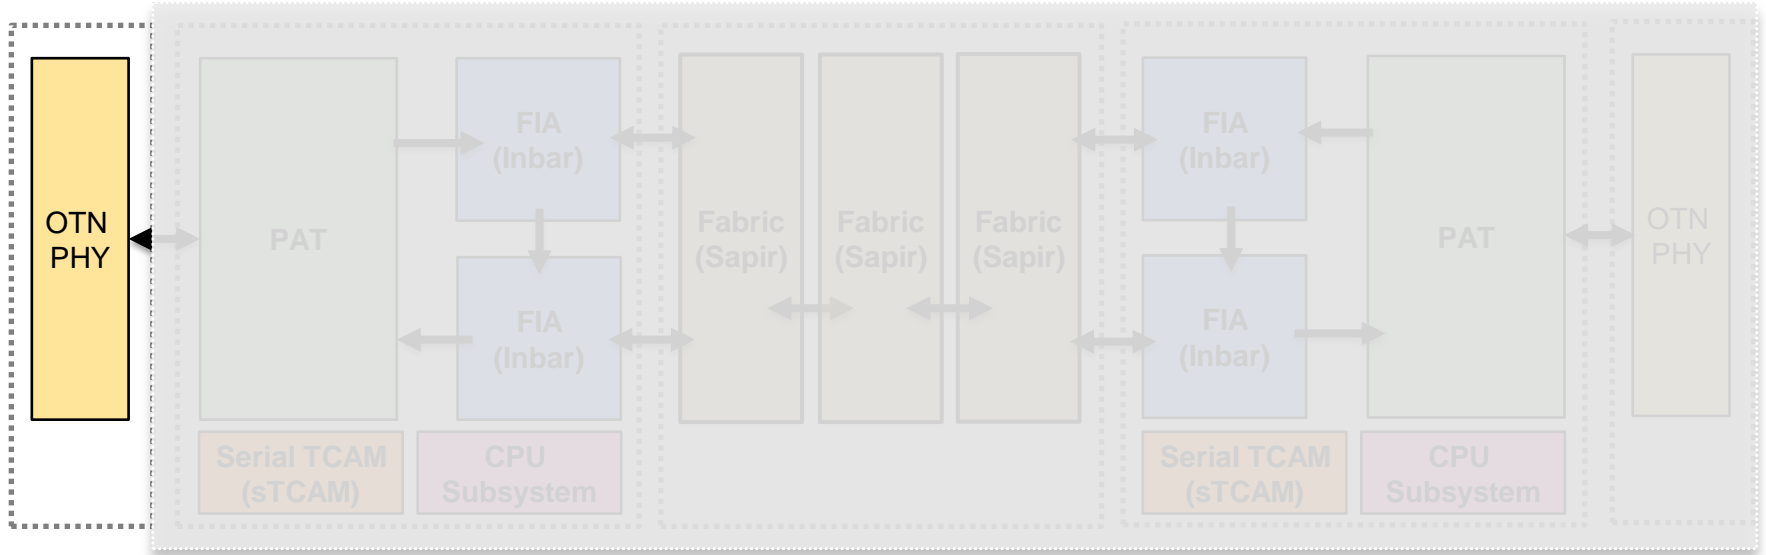 OTN
PHY
PAT
FIA
(Inbar)
FIA
(Inbar)
Serial TCAM
(sTCAM)
CPU
Subsystem
Fabric
(Sapir)
Fabric
(Sapir)
Fabric
(Sapir)
FIA
(Inbar)
FIA
(Inbar)
PAT
Serial TCAM
(sTCAM)
CPU
Subsystem
OTN
PHY